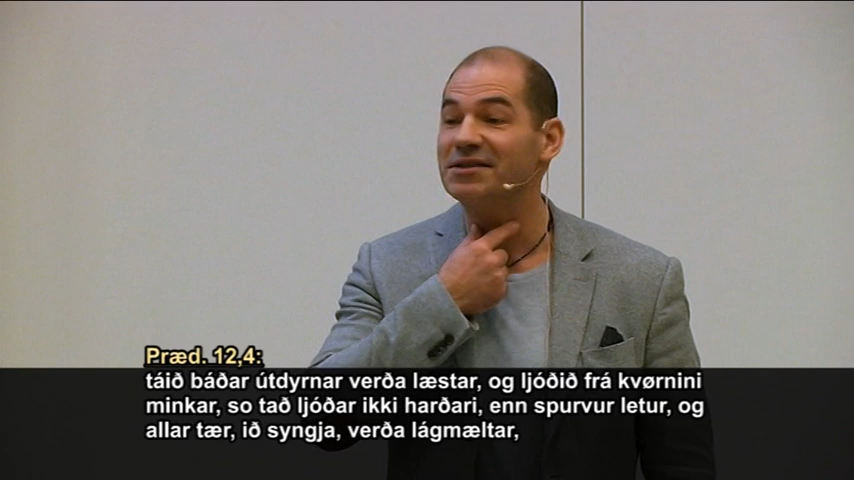 Præd. 12,4:
táið báðar útdyrnar verða læstar, og ljóðið frá kvørnini
minkar, so tað ljóðar ikki harðari, enn spurvur letur, og
allar tær, ið syngja, verða lágmæltar,